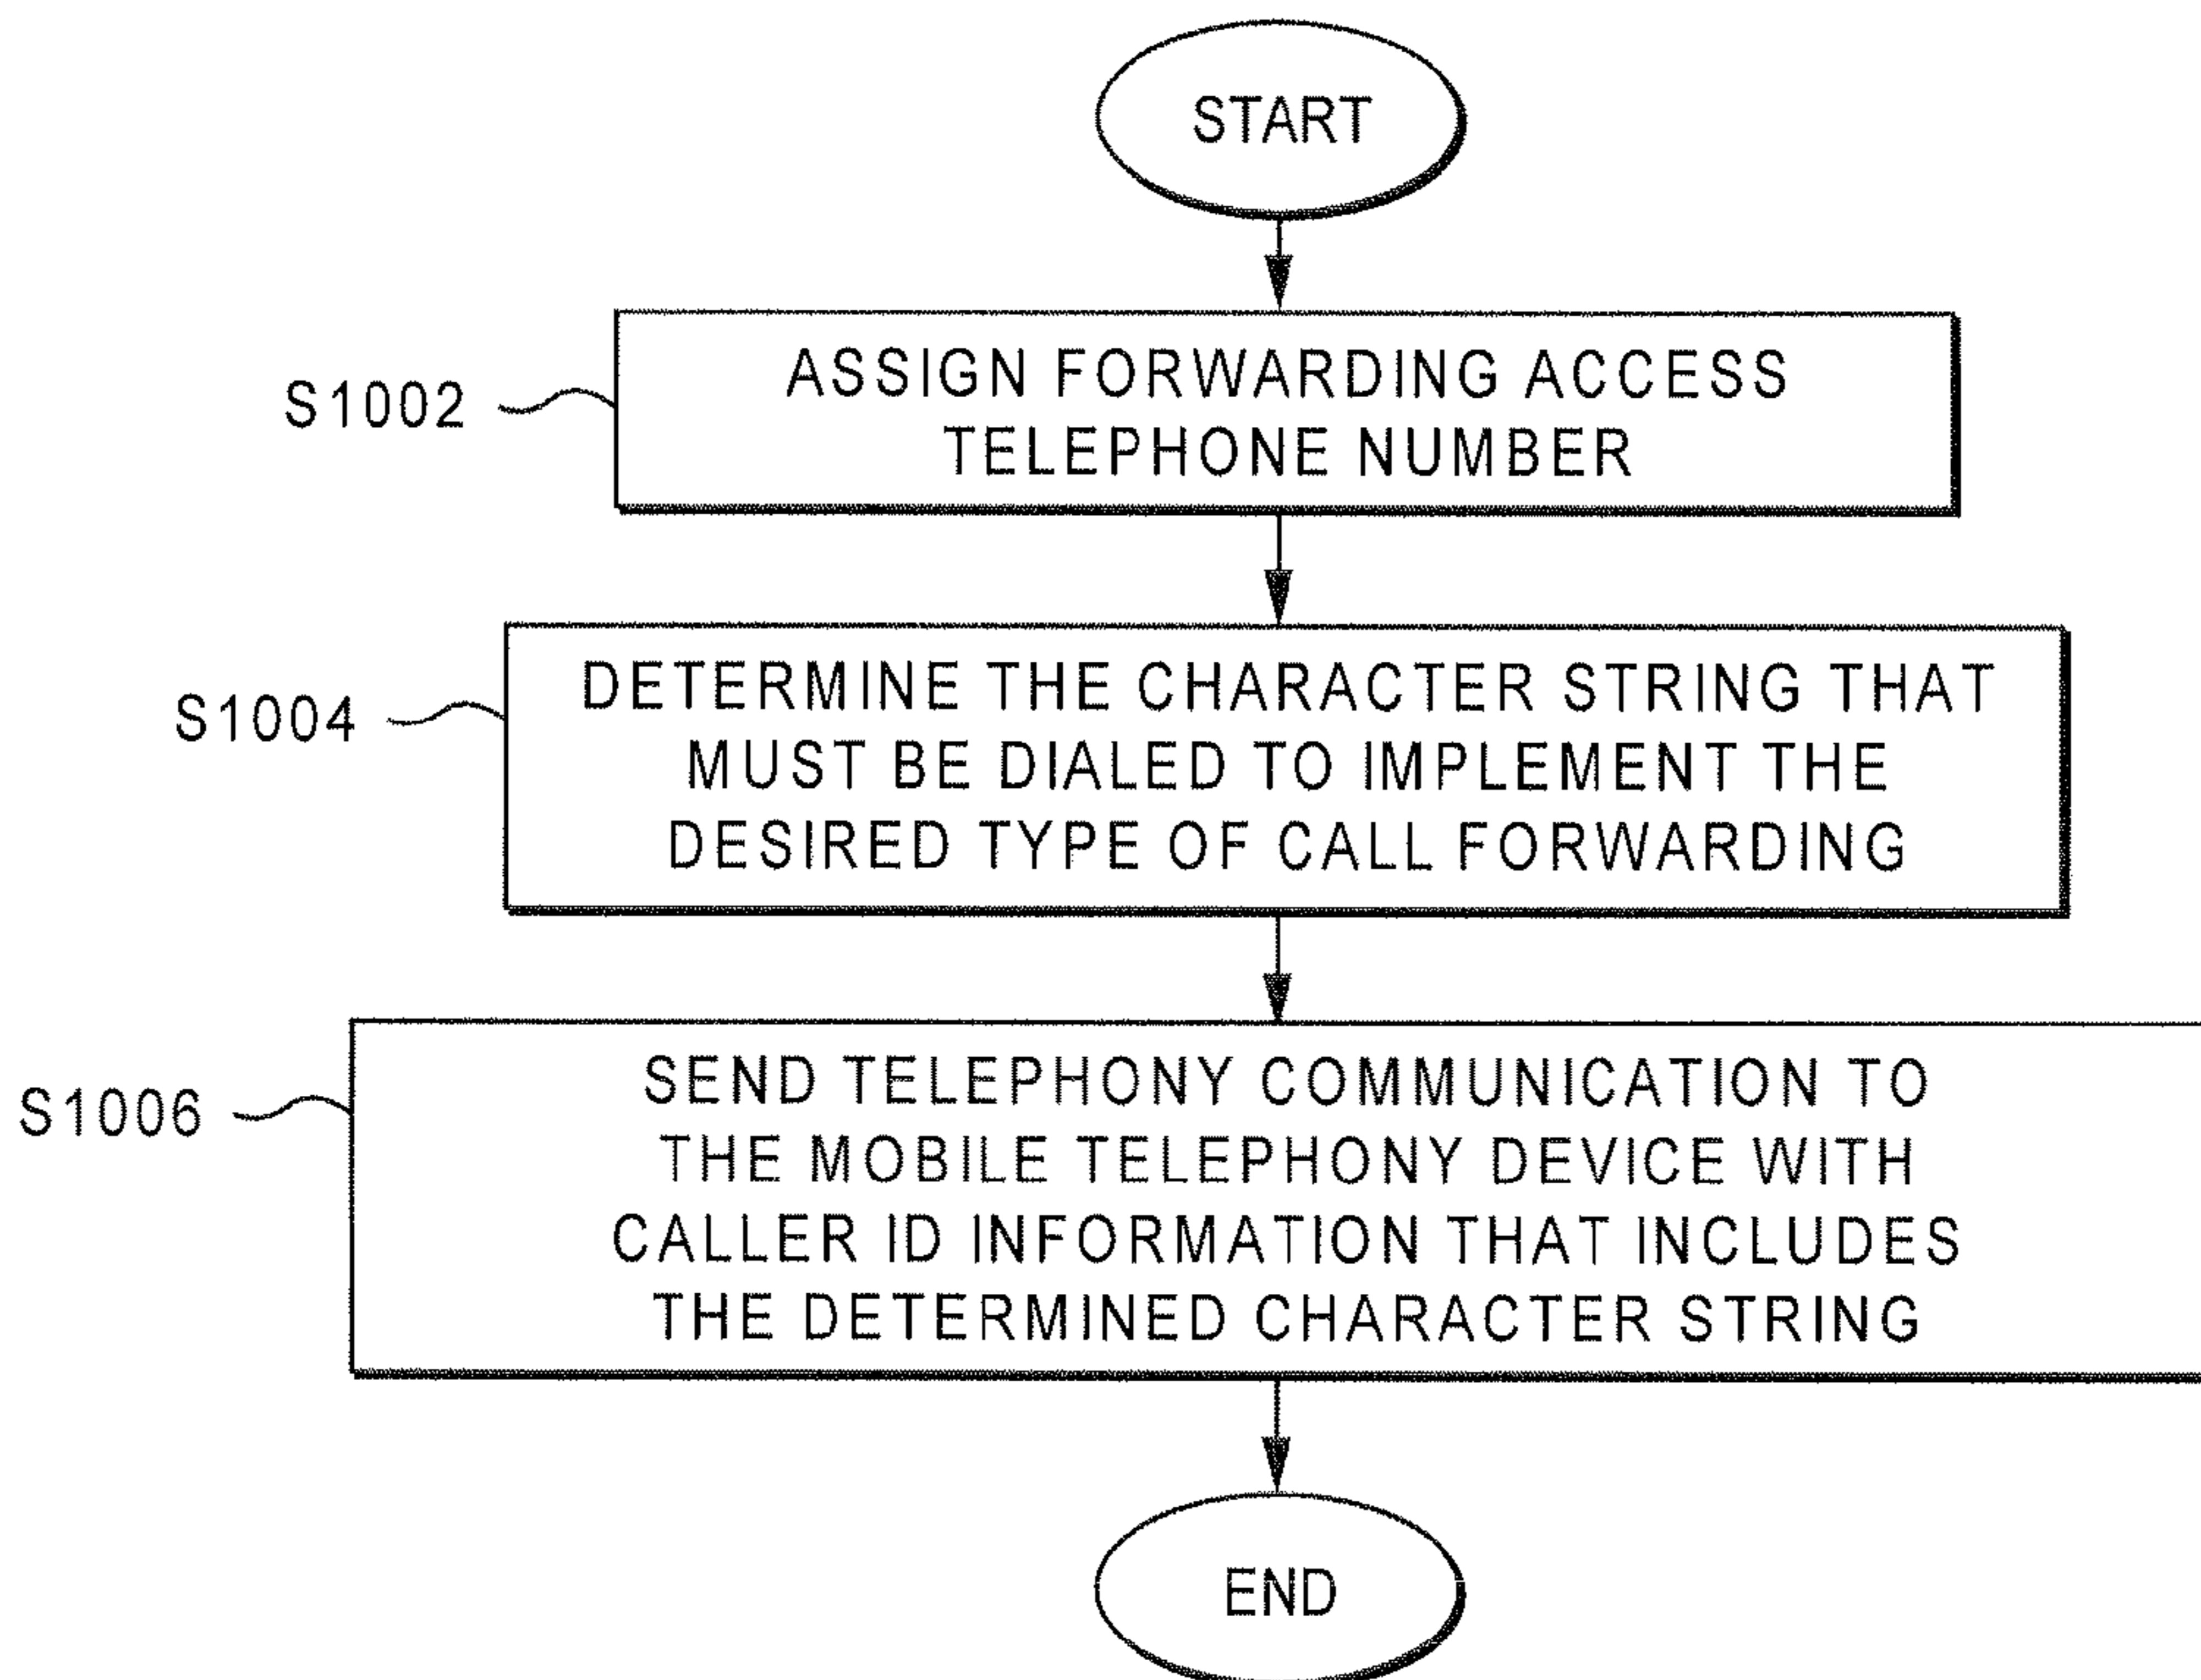 START
S1002
ASSIGN FORWARDING ACCESS
TELEPHONE NUMBER
S1004
DETERMINE THE CHARACTER STRING THAT
MUST BE DIALED TO IMPLEMENT THE
DESIRED TYPE OF CALL FORWARDING
S1006
SEND TELEPHONY COMMUNICATION TO
THE MOBILE TELEPHONY DEVICE WITH
CALLER ID INFORMATION THAT INCLUDES
THE DETERMINED CHARACTER STRING
END